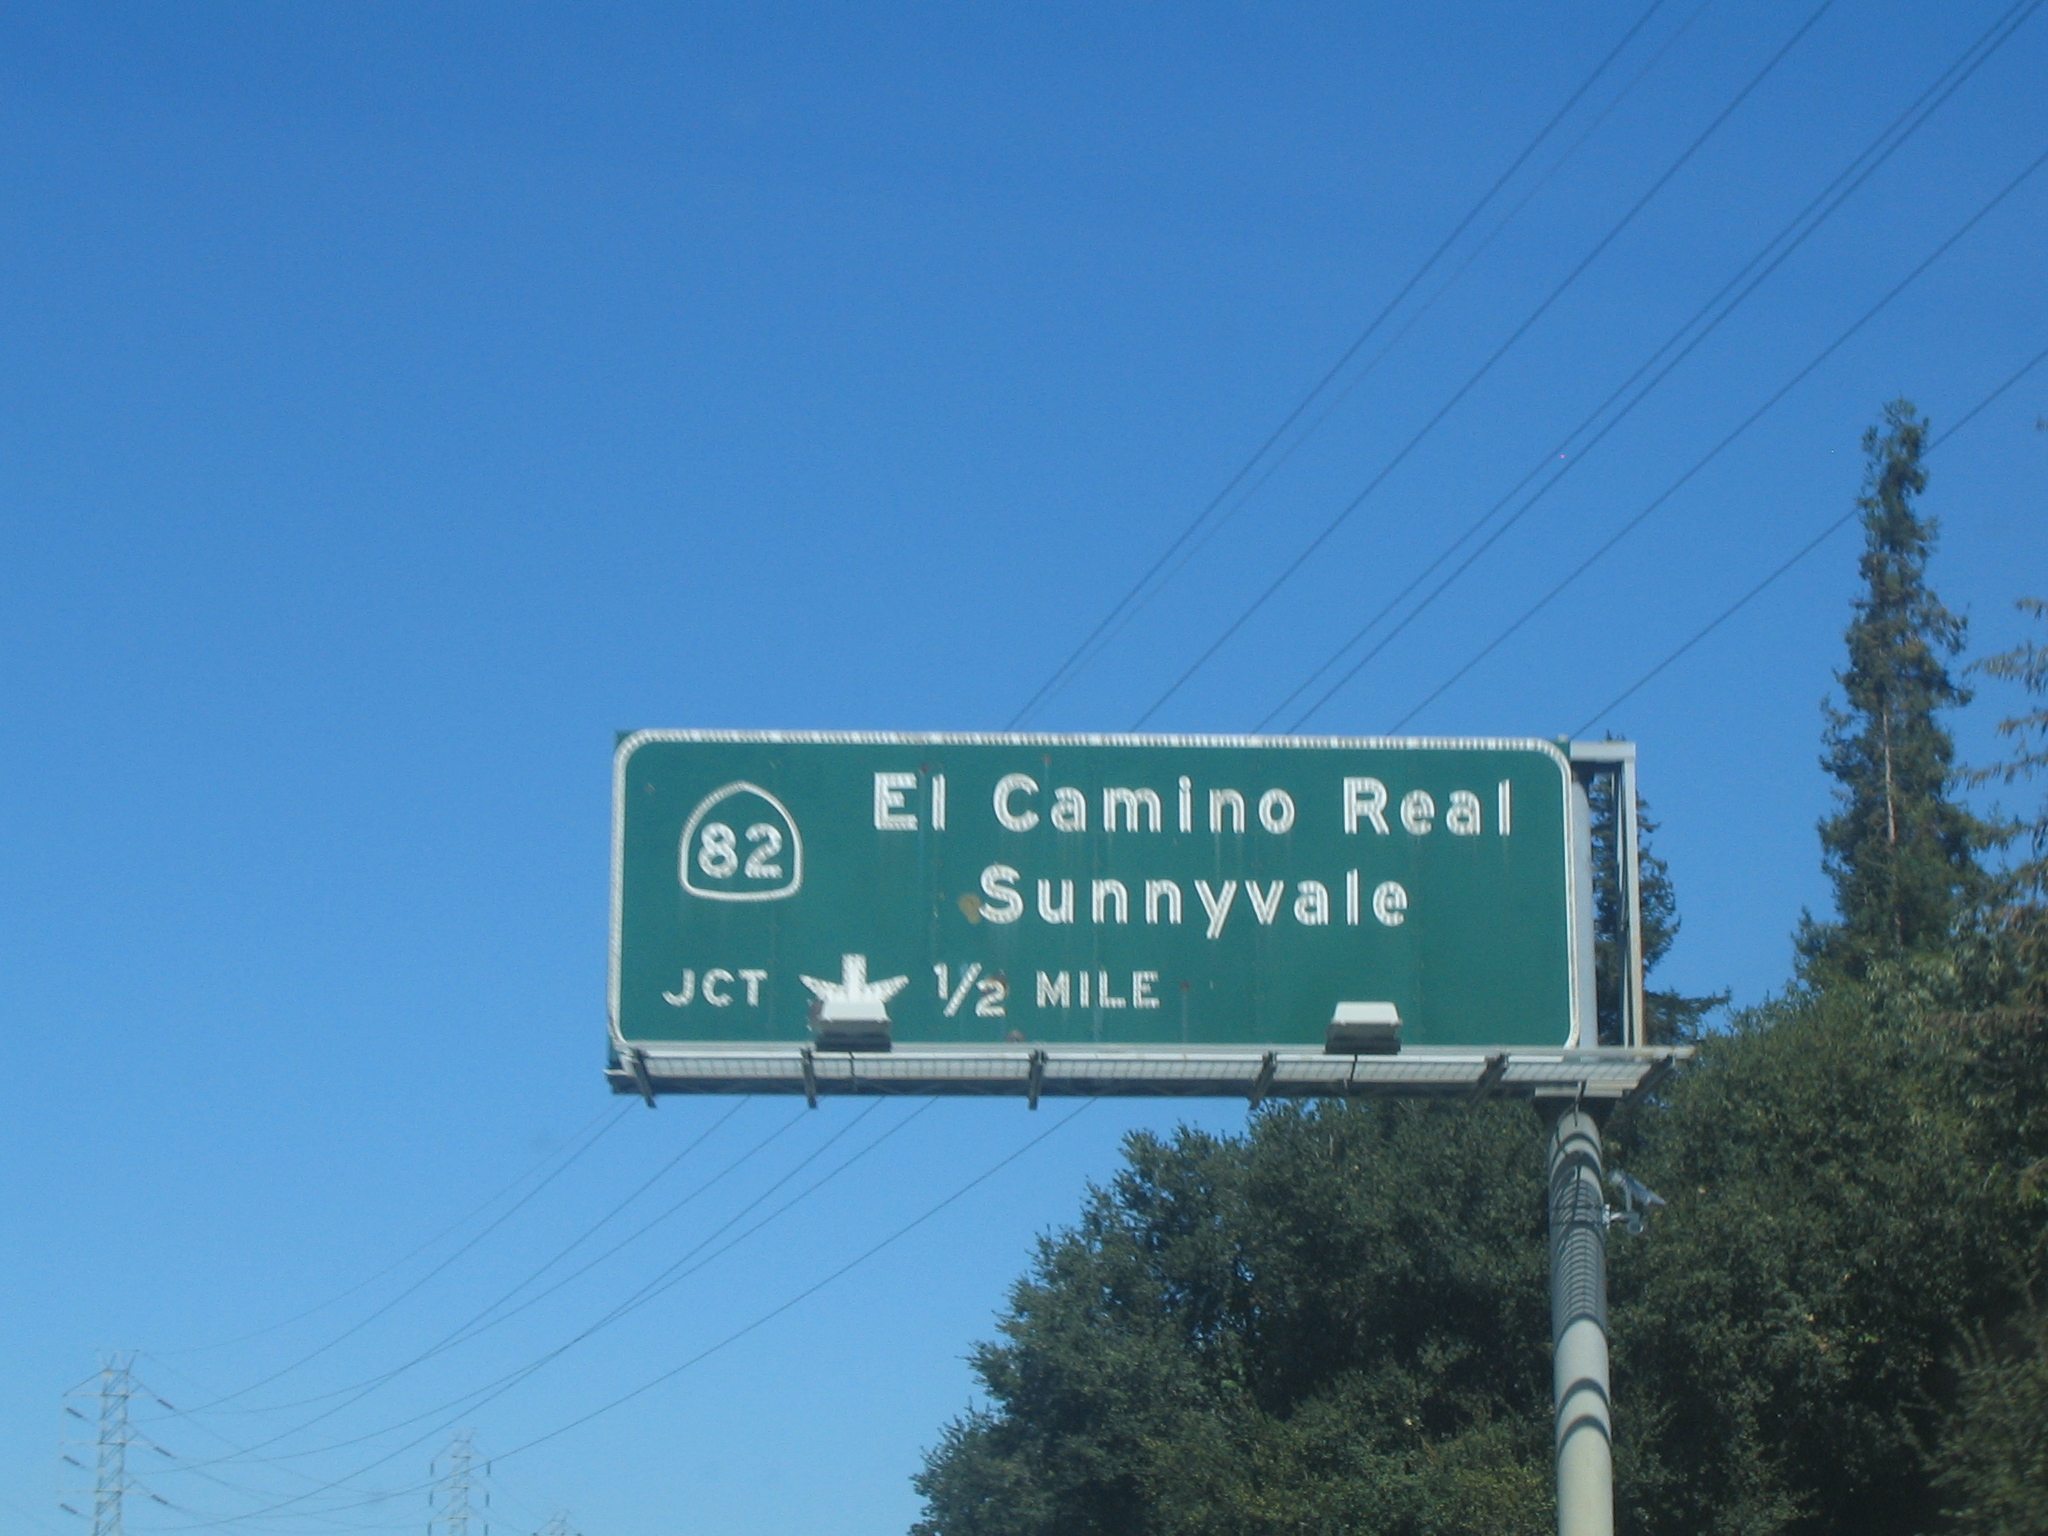 82
El Camino Real
Sunnyvale
JCT 1/2 MILE